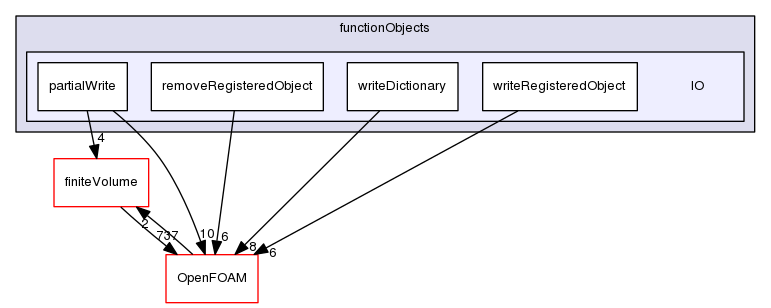 functionObjects
partialWrite
removeRegisteredObject
writeDictionary
writeRegisteredObject
IO
4
finiteVolume
2
737
10
6
8
6
OpenFOAM